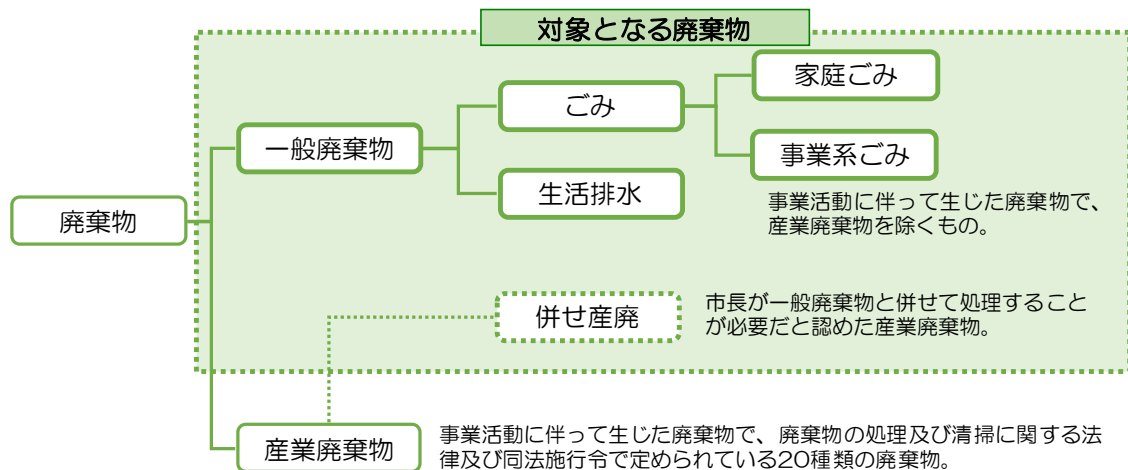 対象となる廃棄物
家庭ごみ
ごみ
一般廃棄物
事業系ごみ
生活排水
事業活動に伴って生じた廃棄物で、
産業廃棄物を除くもの。
廃棄物
併せ産廃
市長が一般廃棄物と併せて処理すること
が必要だと認めた産業廃棄物。
産業廃棄物
事業活動に伴って生じた廃棄物で、廃棄物の処理及び清掃に関する法
律及び同法施行令で定められている20種類の廃棄物。